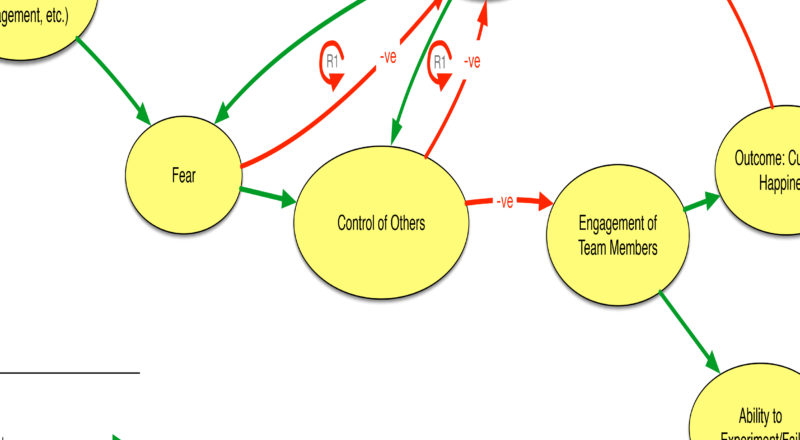 agement, etc.)
R1
-ve
R1
-ve
Fear
Control of Others
-ve
Engagement of
Team Members
Outcome: Cu
Happine
Ability to
Experiment/Fail